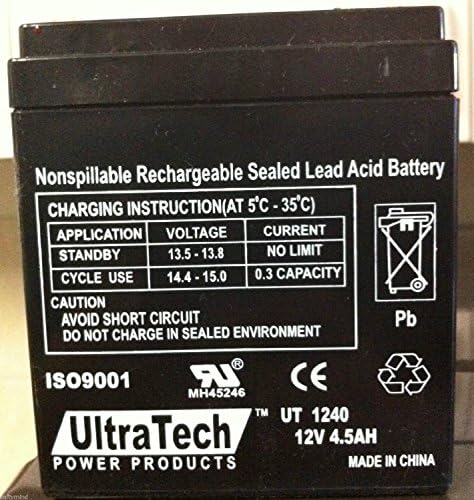 Nonspillable Rechargeable Sealed Lead Acid Battery
CHARGING INSTRUCTION(AT 5°C - 35°C)
APPLICATION VOLTAGE CURRENT
STANDBY 13.5 - 13.8 NO LIMIT
CYCLE USE 14.4 - 15.0 0.3 CAPACITY
CAUTION
AVOID SHORT CIRCUIT
DO NOT CHARGE IN SEALED ENVIRONMENT
Pb
ISO9001 RU ® CE
MH45246
UltraTech ™ UT 1240
POWER PRODUCTS 12V 4.5AH
MADE IN CHINA